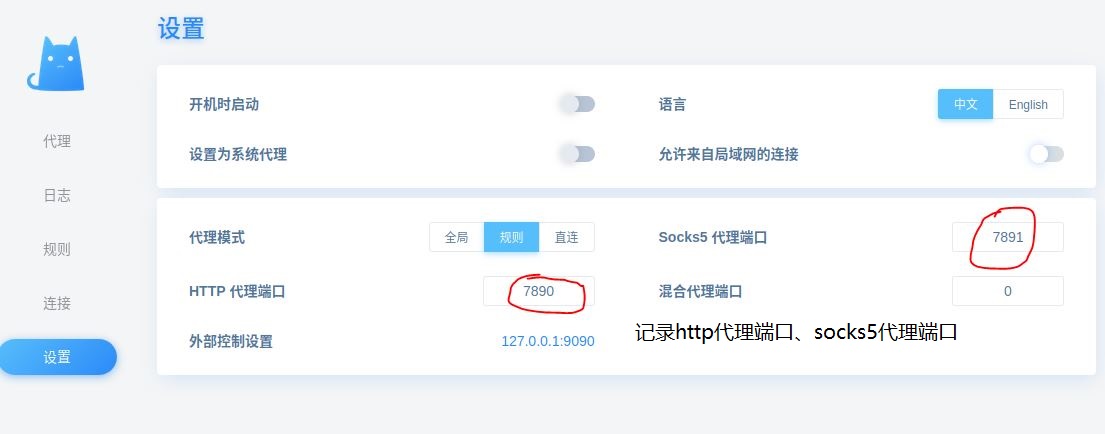 设置
代理
日志
规则
连接
设置
开机时启动
语言 中文 English
设置为系统代理
允许来自局域网的连接
代理模式 全局 规则 直连
Socks5 代理端口 7891
HTTP 代理端口 7890
混合代理端口 0
外部控制设置 127.0.0.1:9090
记录http代理端口、socks5代理端口